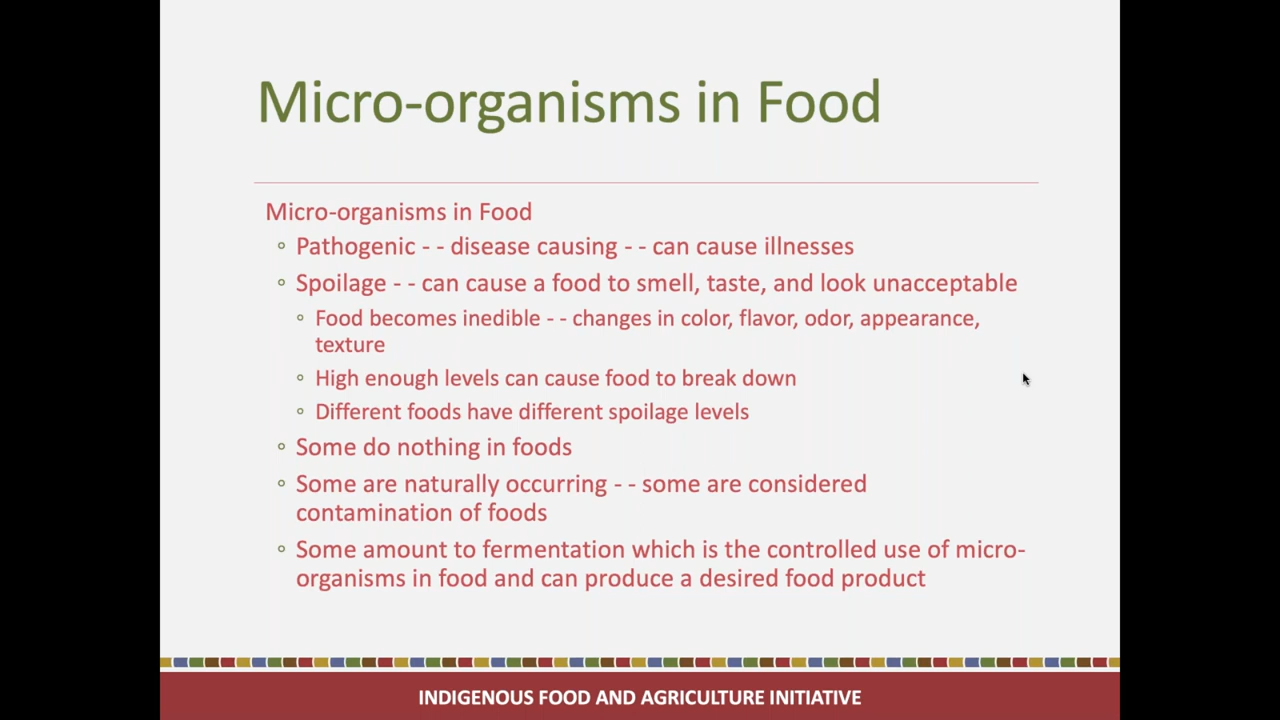 Micro-organisms in Food
Micro-organisms in Food
Pathogenic - - disease causing - - can cause illnesses
Spoilage - - can cause a food to smell, taste, and look unacceptable
Food becomes inedible - - changes in color, flavor, odor, appearance,
texture
High enough levels can cause food to break down
Different foods have different spoilage levels
Some do nothing in foods
Some are naturally occurring - - some are considered
contamination of foods
Some amount to fermentation which is the controlled use of micro-
organisms in food and can produce a desired food product
INDIGENOUS FOOD AND AGRICULTURE INITIATIVE